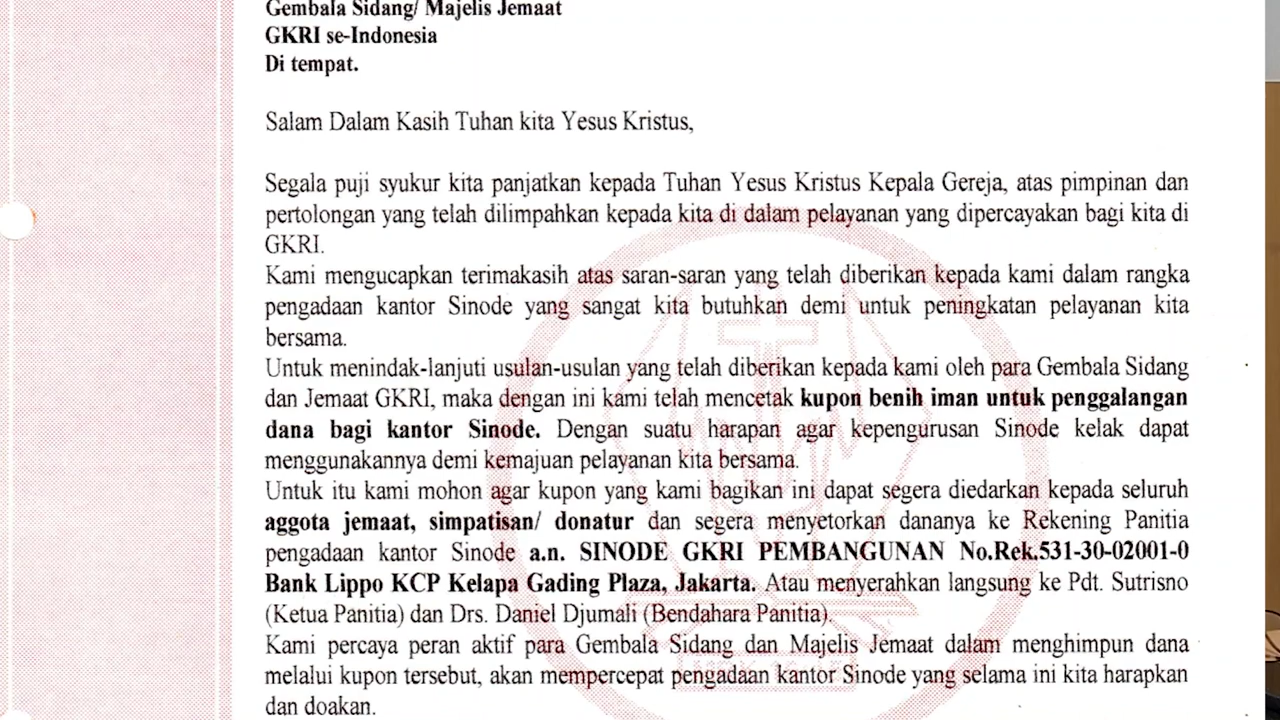 Gembala Sidang/ Majelis Jemaat
GKRI se-Indonesia
Di tempat.
Salam Dalam Kasih Tuhan kita Yesus Kristus,
Segala puji syukur kita panjatkan kepada Tuhan Yesus Kristus Kepala Gereja, atas pimpinan dan
pertolongan yang telah dilimpahkan kepada kita di dalam pelayanan yang dipercayakan bagi kita di
GKRI.
Kami mengucapkan terimakasih atas saran-saran yang telah diberikan kepada kami dalam rangka
pengadaan kantor Sinode yang sangat kita butuhkan demi untuk peningkatan pelayanan kita
bersama.
Untuk menindak-lanjuti usulan-usulan yang telah diberikan kepada kami oleh para Gembala Sidang
dan Jemaat GKRI, maka dengan ini kami telah mencetak kupon benih iman untuk penggalangan
dana bagi kantor Sinode. Dengan suatu harapan agar kepengurusan Sinode kelak dapat
menggunakannya demi kemajuan pelayanan kita bersama.
Untuk itu kami mohon agar kupon yang kami bagikan ini dapat segera diedarkan kepada seluruh
aggota jemaat, simpatisan/ donatur dan segera menyetorkan dananya ke Rekening Panitia
pengadaan kantor Sinode a.n. SINODE GKRI PEMBANGUNAN No.Rek.531-30-02001-0
Bank Lippo KCP Kelapa Gading Plaza, Jakarta. Atau menyerahkan langsung ke Pdt. Sutrisno
(Ketua Panitia) dan Drs. Daniel Djumali (Bendahara Panitia).
Kami percaya peran aktif para Gembala Sidang dan Majelis Jemaat dalam menghimpun dana
melalui kupon tersebut, akan mempercepat pengadaan kantor Sinode yang selama ini kita harapkan
dan doakan.